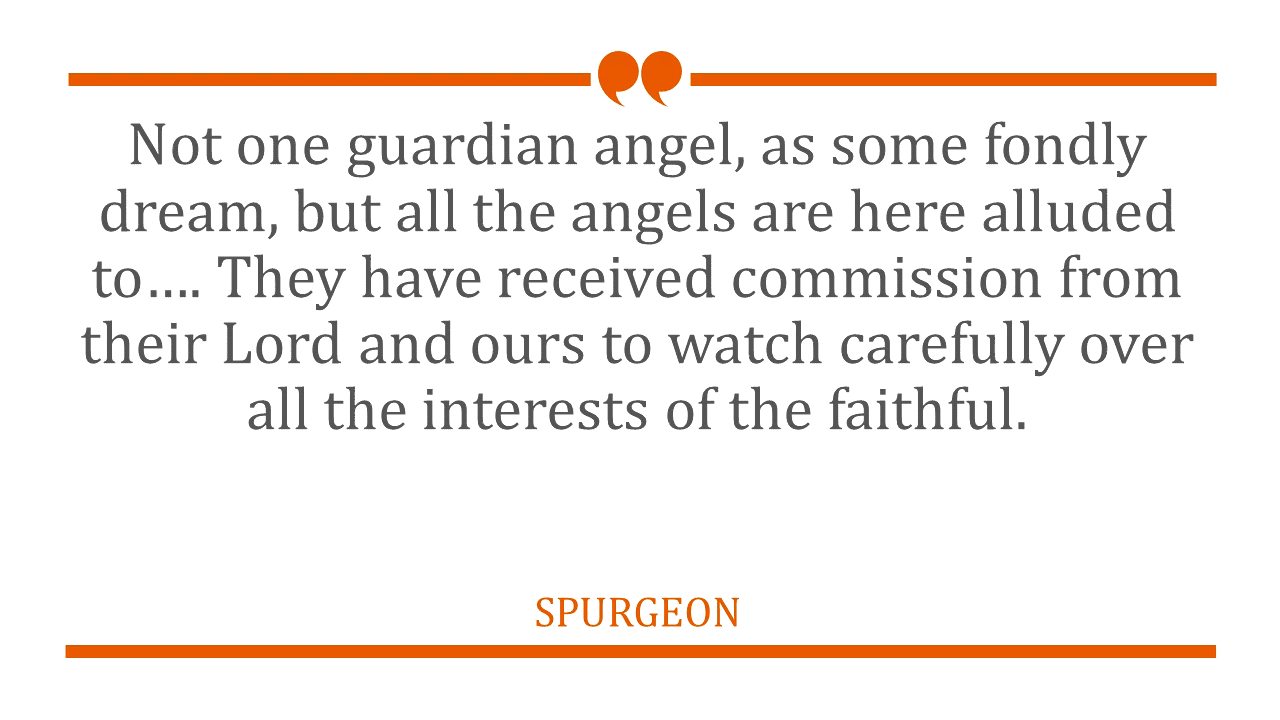 Not one guardian angel, as some fondly
dream, but all the angels are here alluded
to…. They have received commission from
their Lord and ours to watch carefully over
all the interests of the faithful.
SPURGEON